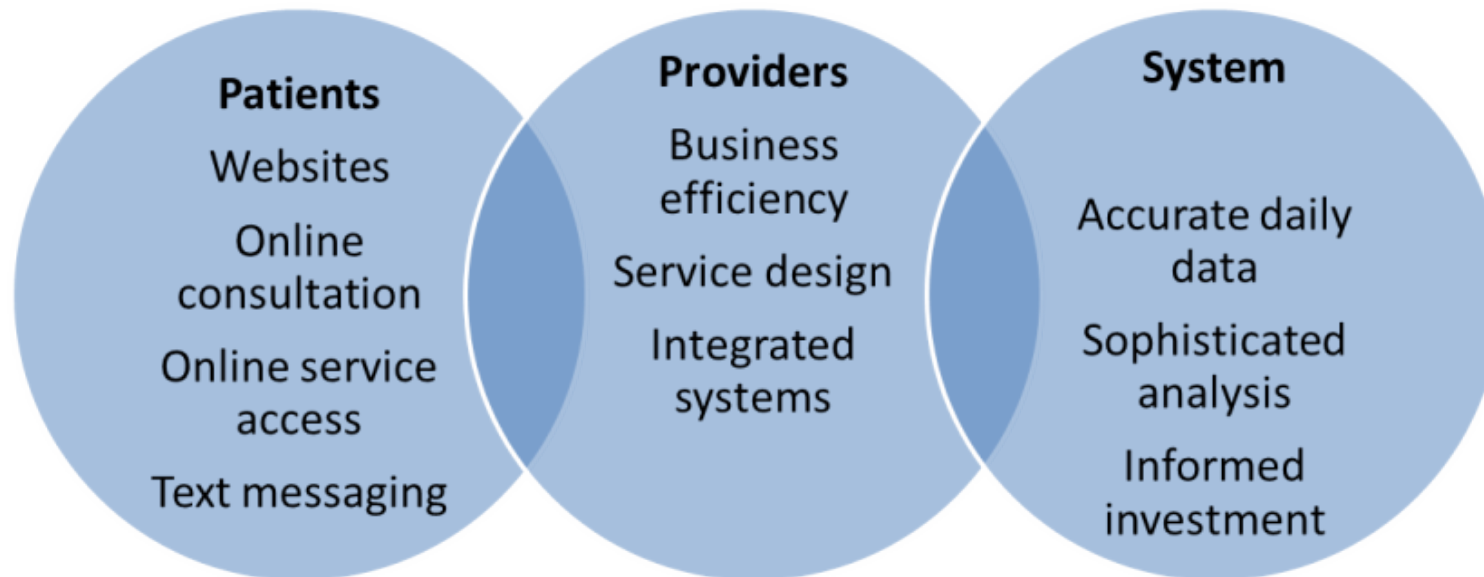 Patients
Websites
Online
consultation
Online service
access
Text messaging
Providers
Business
efficiency
Service design
Integrated
systems
System
Accurate daily
data
Sophisticated
analysis
Informed
investment